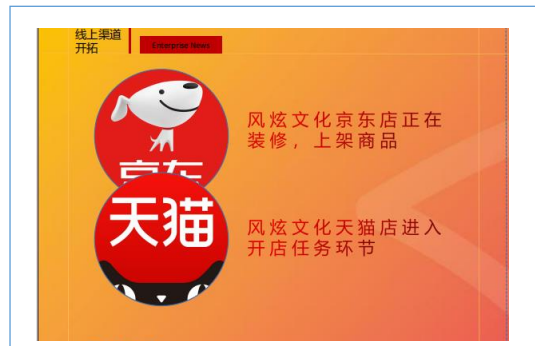 线上渠道
开拓
Enterprise News
京东
风炫文化京东店正在
装修，上架商品
天猫
风炫文化天猫店进入
开店任务环节